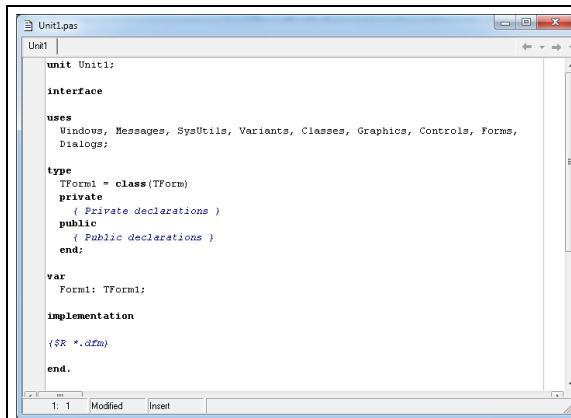 Unit1.pas
Unit1
unit Unit1;
interface
uses
Windows, Messages, SysUtils, Variants, Classes, Graphics, Controls, Forms,
Dialogs;
type
TForm1 = class(TForm)
private
{ Private declarations }
public
{ Public declarations }
end;
var
Form1: TForm1;
implementation
{$R *.dfm}
end.
1: 1 Modified Insert